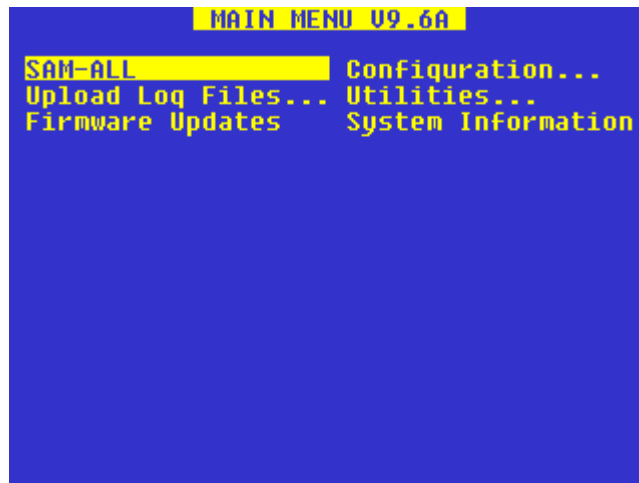 MAIN MENU V9.6A
SAM-ALL Configuration...
Upload Log Files... Utilities...
Firmware Updates System Information